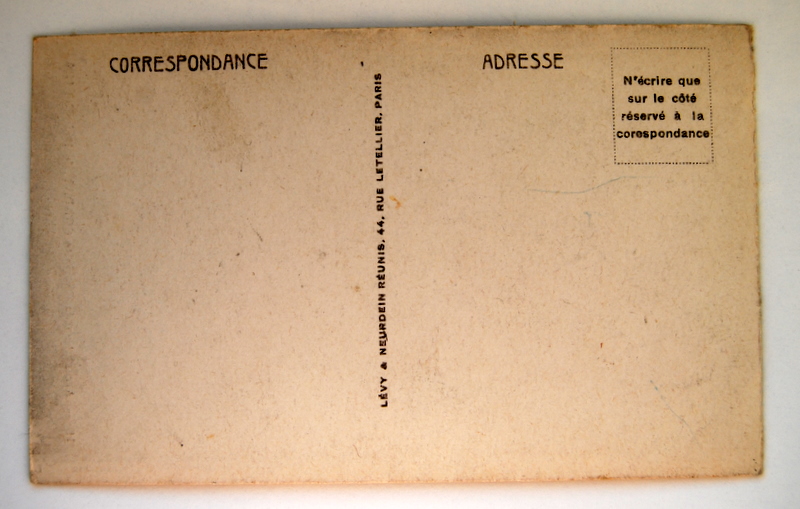 CORRESPONDANCE
LÉVY & NEURDEIN RÉUNIS, 44, RUE LETELLIER, PARIS
ADRESSE
N'écrire que
sur le côté
réservé à la
corespondance